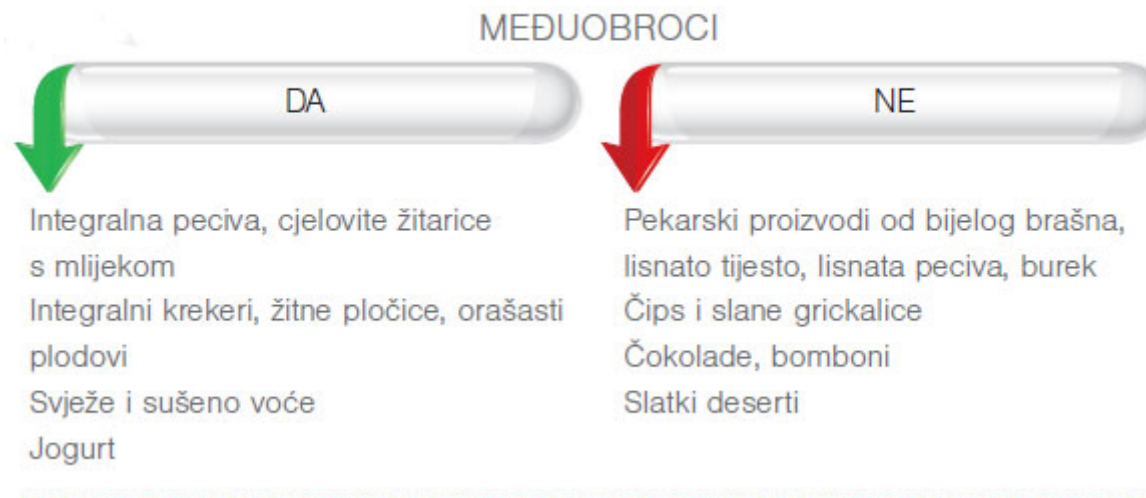 MEĐUOBROCI
DA
Integralna peciva, cjelovite žitarice
s mlijekom
Integralni krekeri, žitne pločice, orašasti
plodovi
Svježe i sušeno voće
Jogurt
NE
Pekarski proizvodi od bijelog brašna,
lisnato tijesto, lisnata peciva, burek
Čips i slane grickalice
Čokolade, bomboni
Slatki deserti